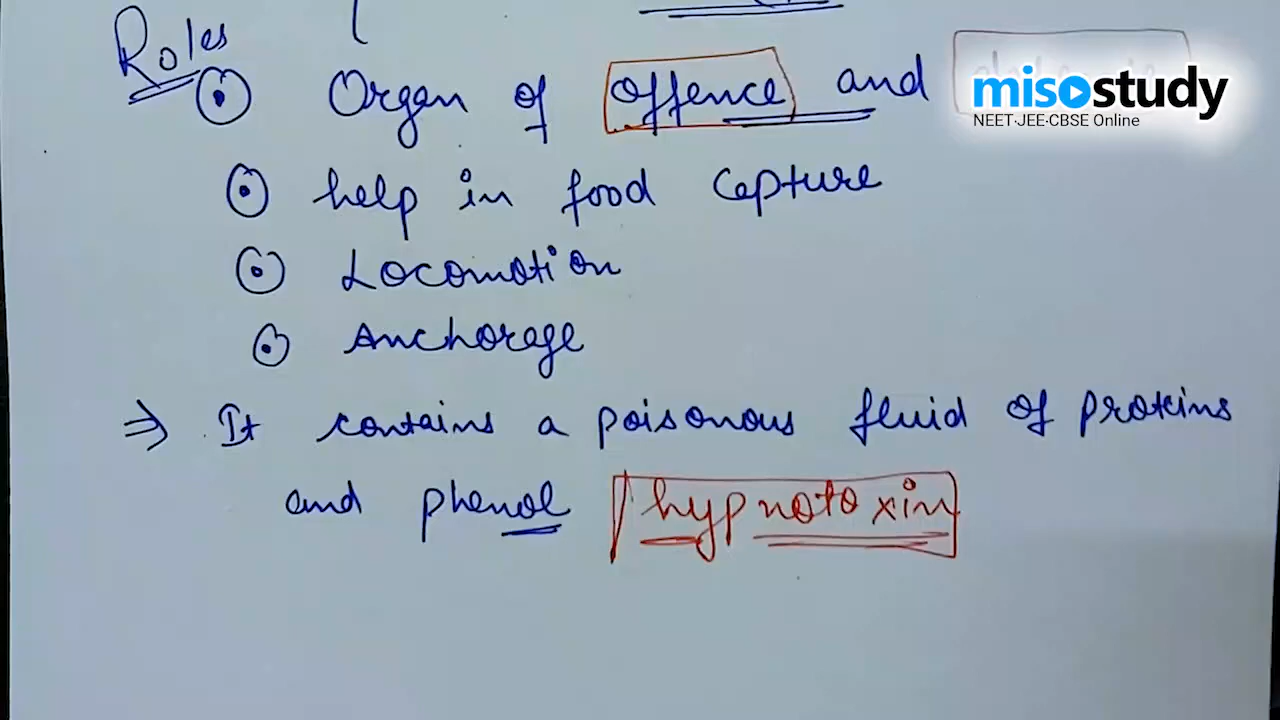 Roles
Organ of offence and
help in food capture
Locomotion
Anchorage
⇒ It contains a poisonous fluid of proteins
and phenol hypnotoxin
misostudy
NEET-JEE-CBSE Online